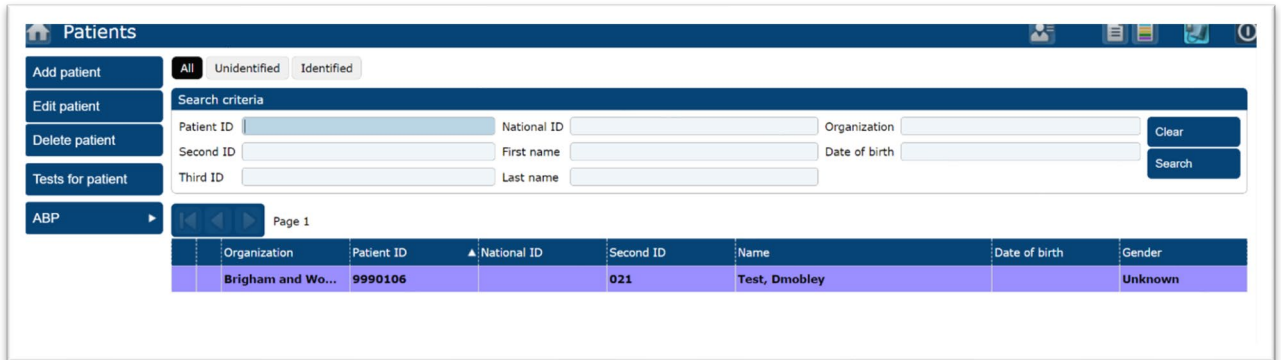 Patients
Add patient
Edit patient
Delete patient
Tests for patient
ABP
All Unidentified Identified
Search criteria
Patient ID National ID Organization Clear
Second ID First name Date of birth Search
Third ID Last name
Page 1
Organization Patient ID National ID Second ID Name Date of birth Gender
Brigham and Wo... 9990106 021 Test, Dmobley Unknown